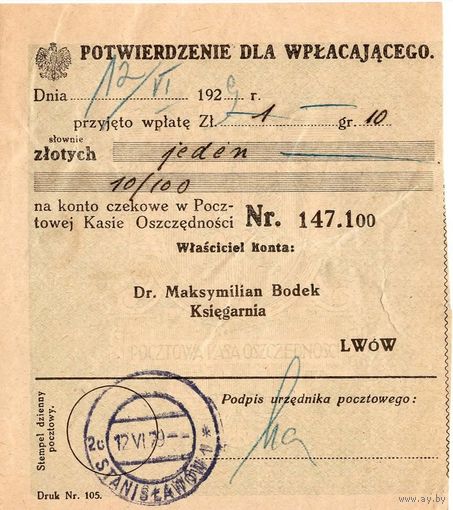 POTWIERDZENIE DLA WPŁACAJĄCEGO.
Dnia 12/VI 1929 r.
przyjęto wpłatę Zł 1 — gr. 10
słownie
złotych jeden —
10/100
na konto czekowe w Pocz-
towej Kasie Oszczędności Nr. 147.100
Właściciel Konta:
Dr. Maksymilian Bodek
Księgarnia
LWÓW
POCZTOWA KASA OSZCZĘDNOŚCI
Stempel dzienny
pocztowy.
Podpis urzędnika pocztowego:
2c
12 VI 29
STANISŁAWÓW 1 *
Druk Nr. 105.
www.ay.by